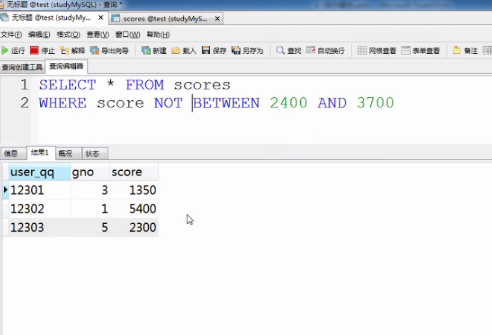 无标题 @test (studyMySQL) - 查询 *
无标题 @test (studyMy... scores @test (studyMyS...
文件(F) 编辑(E) 格式(O) 查看(V) 窗口(W) 帮助(H)
运行 停止 解释 导出向导 新建 载入 保存 另存为 查找 自动换行 网格查看 表单查看 备注
查询创建工具 查询编辑器
1 SELECT * FROM scores
2 WHERE score NOT BETWEEN 2400 AND 3700
信息 结果1 概况 状态
user_qq gno score
12301 3 1350
12302 1 5400
12303 5 2300